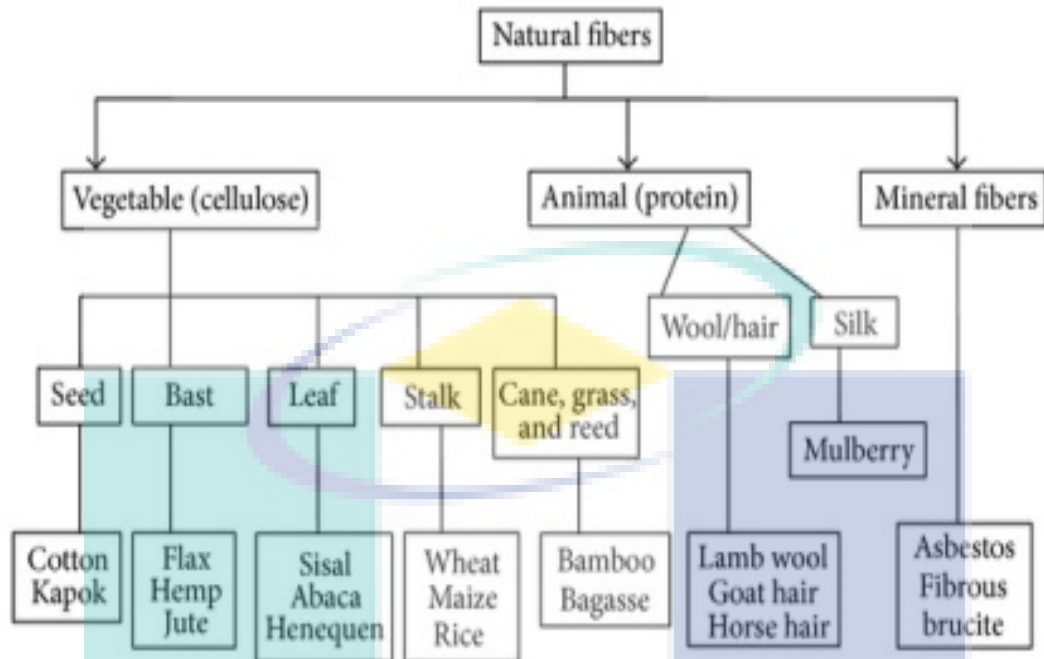 Natural fibers
Vegetable (cellulose)
Animal (protein)
Mineral fibers
Wool/hair
Silk
Seed
Bast
Leaf
Stalk
Cane, grass,
and reed
Mulberry
Cotton
Kapok
Flax
Hemp
Jute
Sisal
Abaca
Henequen
Wheat
Maize
Rice
Bamboo
Bagasse
Lamb wool
Goat hair
Horse hair
Asbestos
Fibrous
brucite